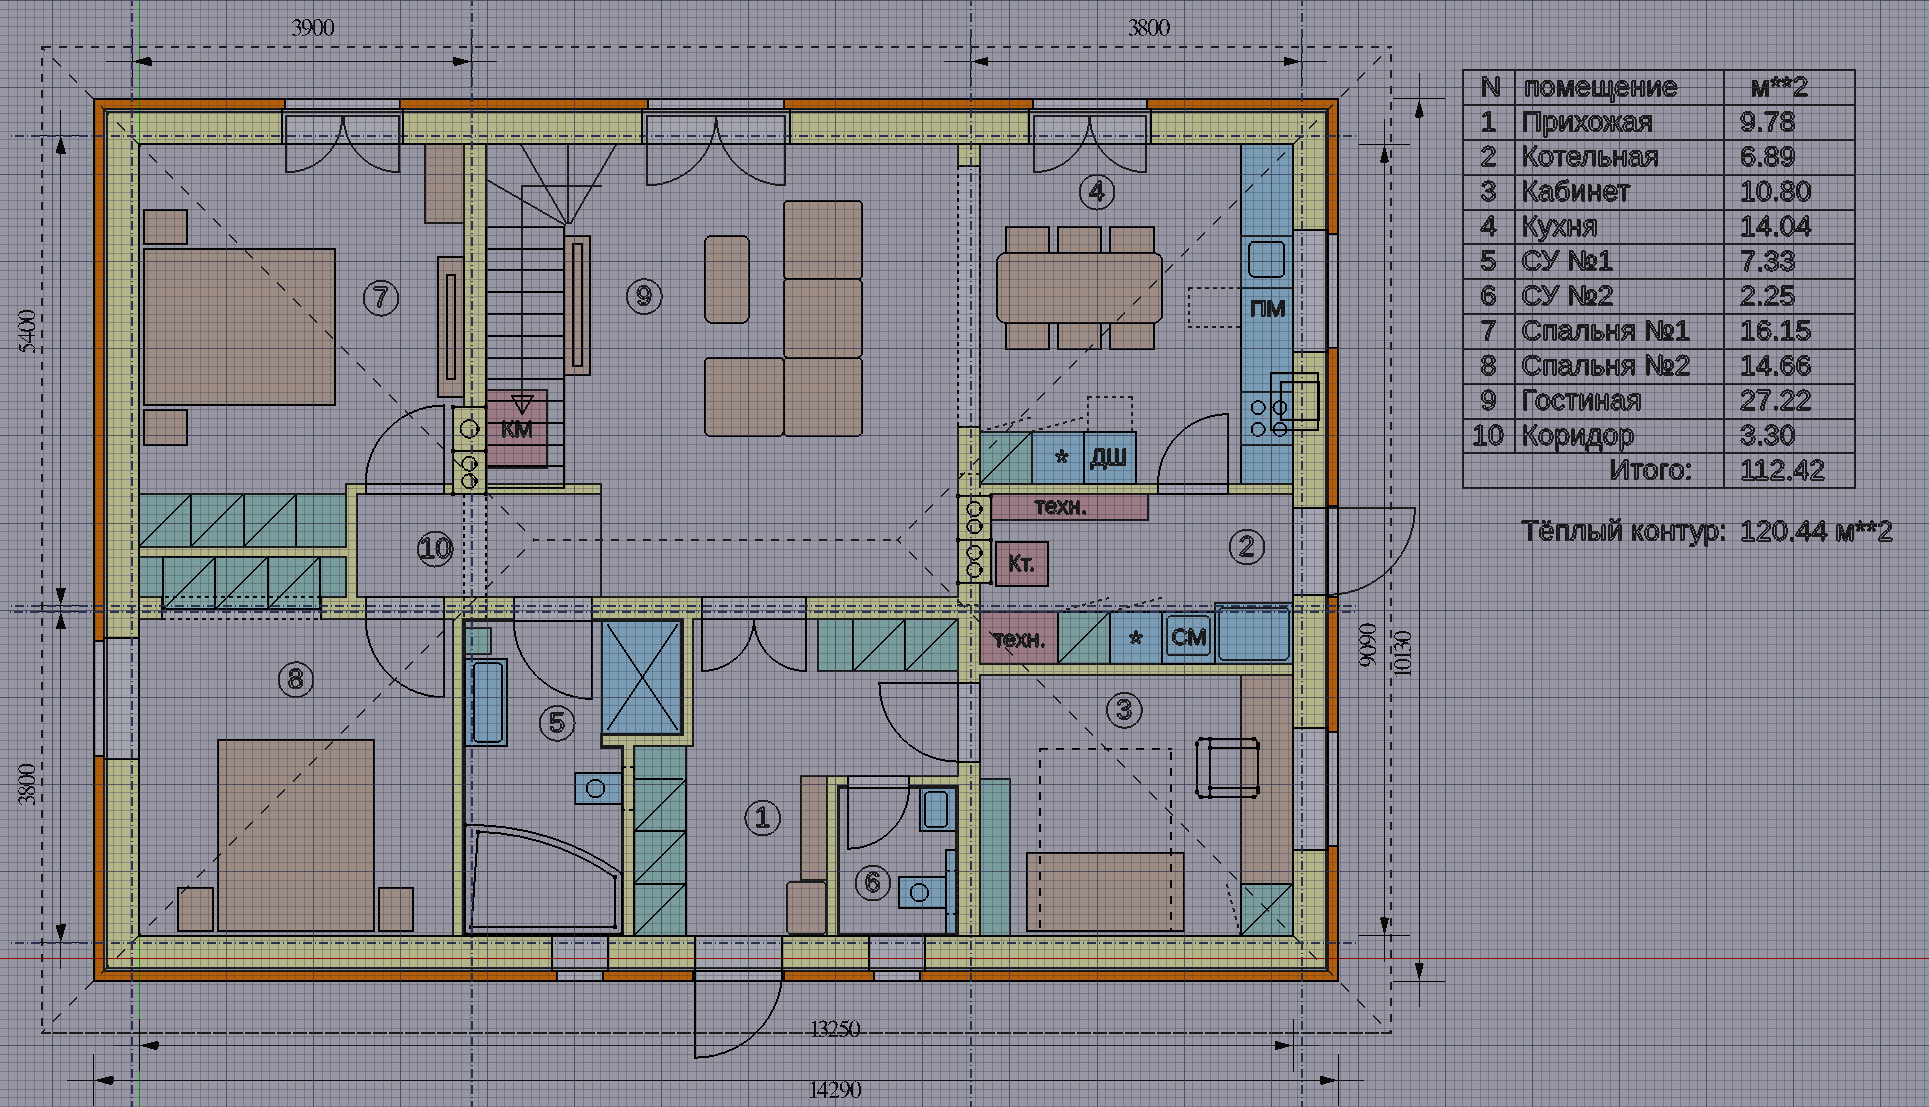 3900
3800
N помещение м**2
1 Прихожая 9.78
2 Котельная 6.89
3 Кабинет 10.80
4 Кухня 14.04
5 СУ №1 7.33
6 СУ №2 2.25
7 Спальня №1 16.15
8 Спальня №2 14.66
9 Гостиная 27.22
10 Коридор 3.30
Итого: 112.42
Тёплый контур: 120.44 м**2
4
7
9
ПМ
5400
КМ
* ДШ
техн.
10
2
Кт.
техн.
* СМ
9090
10130
8
3
5
3800
1
6
13250
14290